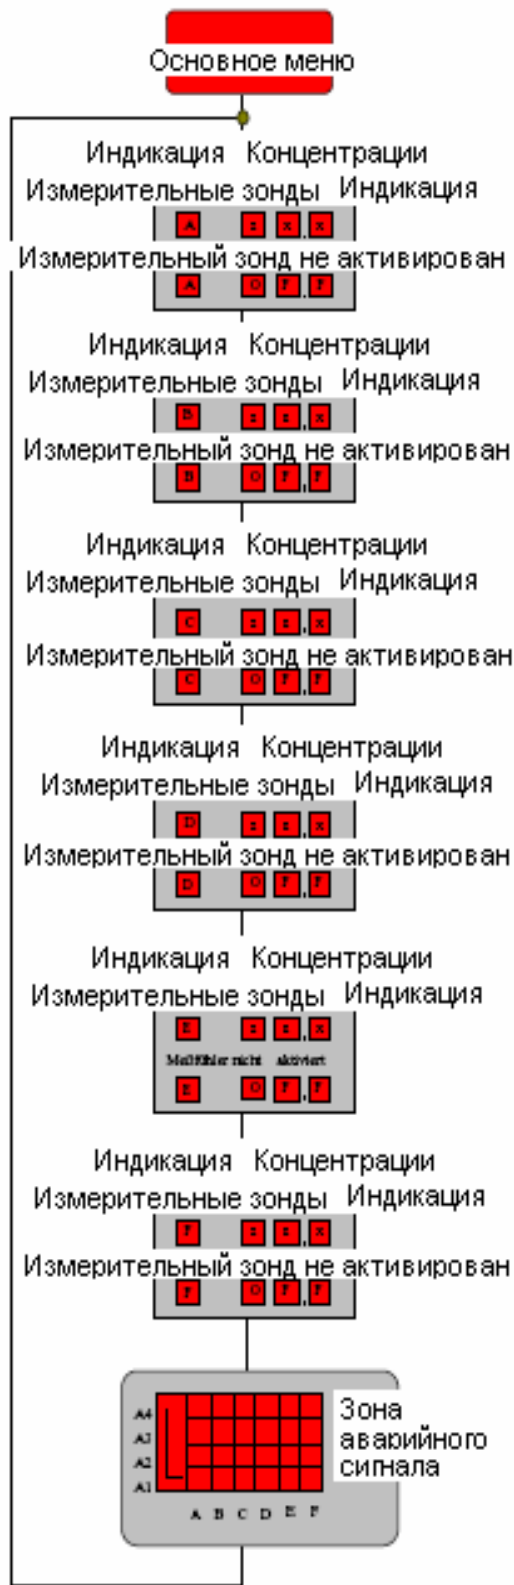 Основное меню
Индикация Концентрации
Измерительные зонды Индикация
A z x. x
Измерительный зонд не активирован
A O F. F
Индикация Концентрации
Измерительные зонды Индикация
B z z. x
Измерительный зонд не активирован
B O F. F
Индикация Концентрации
Измерительные зонды Индикация
C z z. x
Измерительный зонд не активирован
C O F. F
Индикация Концентрации
Измерительные зонды Индикация
D z z. x
Измерительный зонд не активирован
D O F. F
Индикация Концентрации
Измерительные зонды Индикация
E z z. x
Meßfühler nicht aktiviert
E O F. F
Индикация Концентрации
Измерительные зонды Индикация
F z z. x
Измерительный зонд не активирован
F O F. F
Зона
аварийного
сигнала
A4
A3
A2
A1
A B C D E F